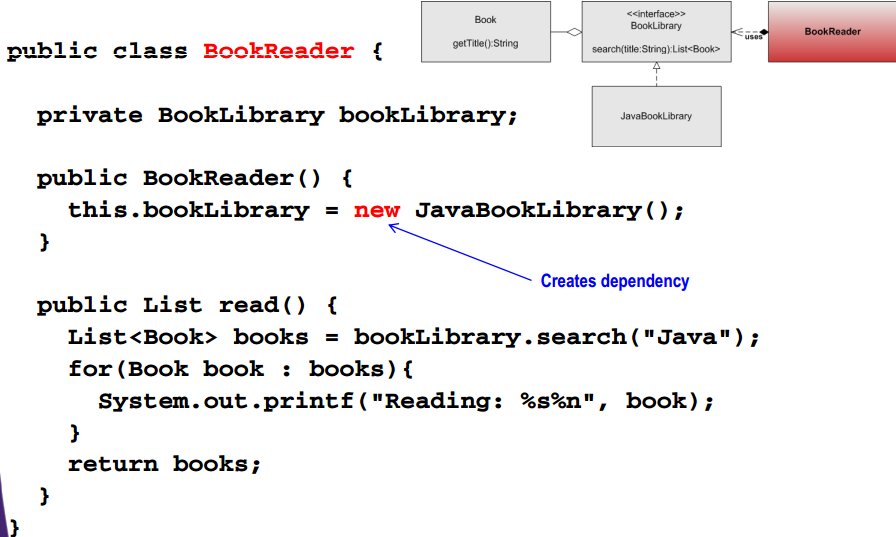 Book
getTitle():String
<<interface>>
BookLibrary
search(title:String):List<Book>
uses
BookReader
JavaBookLibrary
public class BookReader {
private BookLibrary bookLibrary;
public BookReader() {
this.bookLibrary = new JavaBookLibrary();
}
Creates dependency
public List read() {
List<Book> books = bookLibrary.search("Java");
for(Book book : books){
System.out.printf("Reading: %s%n", book);
}
return books;
}
}